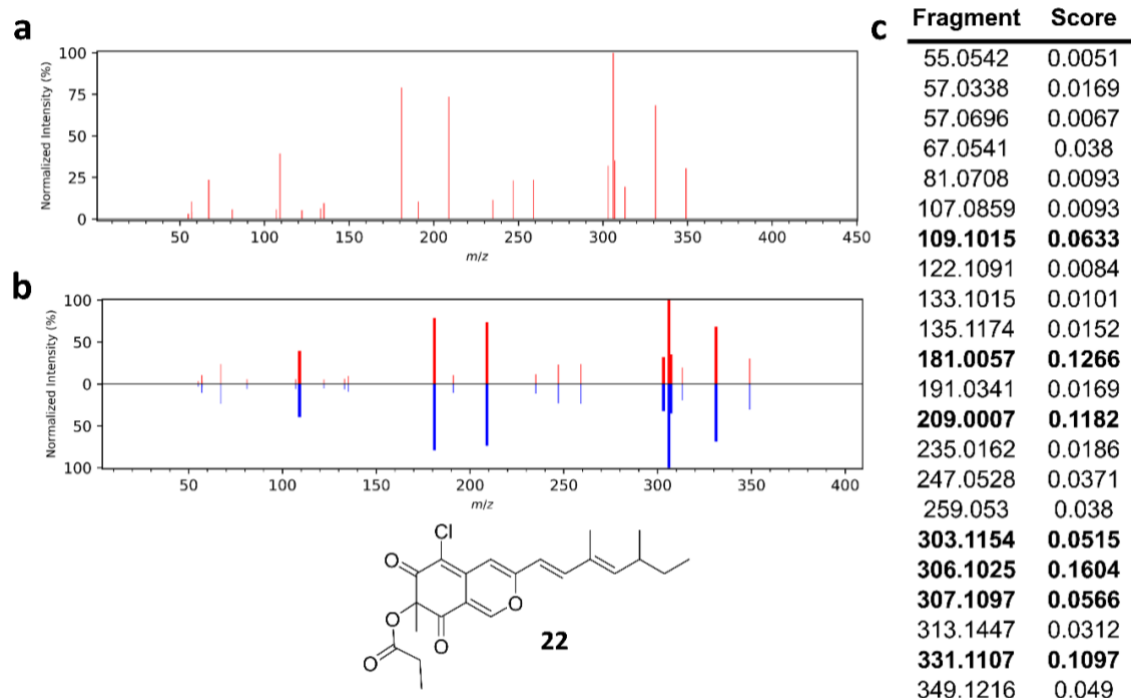 a
Normalized Intensity (%)
100
75
50
25
0
50 100 150 200 250 300 350 400 450
m/z
b
Normalized Intensity (%)
100
50
0
50
100
50 100 150 200 250 300 350 400
m/z
Cl
O
O
O
O
O
22
c
Fragment Score
55.0542 0.0051
57.0338 0.0169
57.0696 0.0067
67.0541 0.038
81.0708 0.0093
107.0859 0.0093
109.1015 0.0633
122.1091 0.0084
133.1015 0.0101
135.1174 0.0152
181.0057 0.1266
191.0341 0.0169
209.0007 0.1182
235.0162 0.0186
247.0528 0.0371
259.053 0.038
303.1154 0.0515
306.1025 0.1604
307.1097 0.0566
313.1447 0.0312
331.1107 0.1097
349.1216 0.049